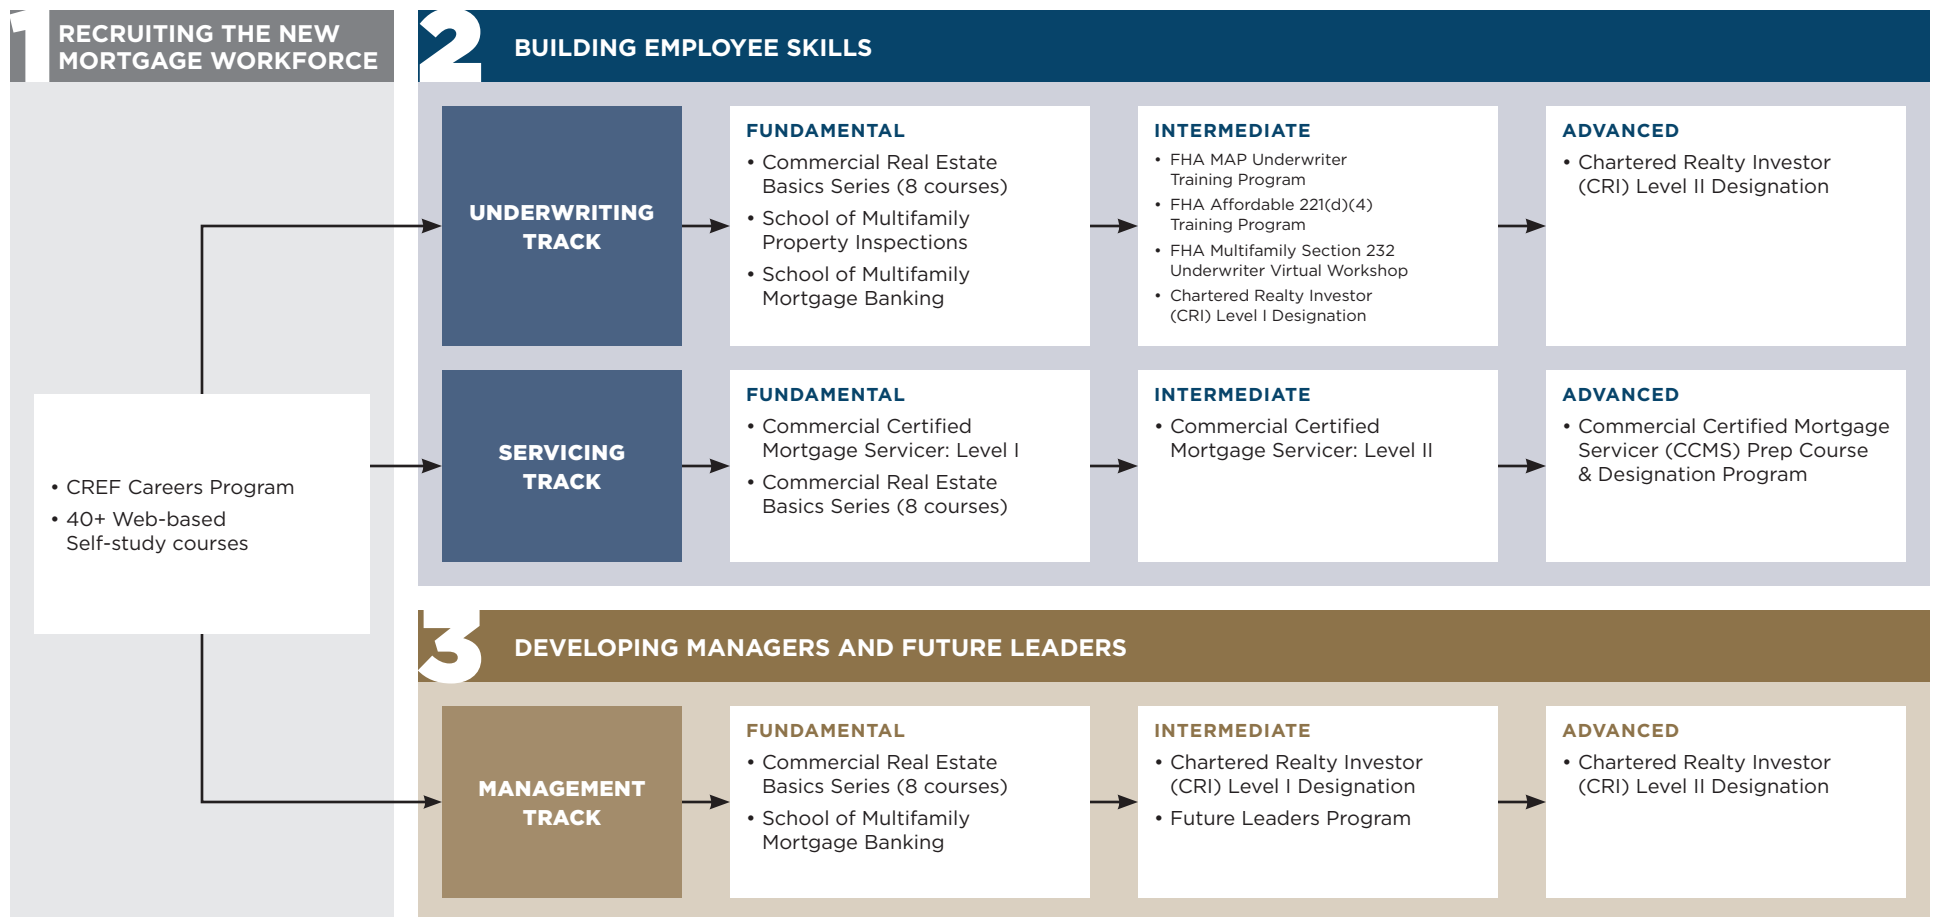 1
RECRUITING THE NEW
MORTGAGE WORKFORCE
• CREF Careers Program
• 40+ Web-based
Self-study courses
2
BUILDING EMPLOYEE SKILLS
UNDERWRITING
TRACK
FUNDAMENTAL
• Commercial Real Estate
Basics Series (8 courses)
• School of Multifamily
Property Inspections
• School of Multifamily
Mortgage Banking
INTERMEDIATE
• FHA MAP Underwriter
Training Program
• FHA Affordable 221(d)(4)
Training Program
• FHA Multifamily Section 232
Underwriter Virtual Workshop
• Chartered Realty Investor
(CRI) Level I Designation
ADVANCED
• Chartered Realty Investor
(CRI) Level II Designation
SERVICING
TRACK
FUNDAMENTAL
• Commercial Certified
Mortgage Servicer: Level I
• Commercial Real Estate
Basics Series (8 courses)
INTERMEDIATE
• Commercial Certified
Mortgage Servicer: Level II
ADVANCED
• Commercial Certified Mortgage
Servicer (CCMS) Prep Course
& Designation Program
3
DEVELOPING MANAGERS AND FUTURE LEADERS
MANAGEMENT
TRACK
FUNDAMENTAL
• Commercial Real Estate
Basics Series (8 courses)
• School of Multifamily
Mortgage Banking
INTERMEDIATE
• Chartered Realty Investor
(CRI) Level I Designation
• Future Leaders Program
ADVANCED
• Chartered Realty Investor
(CRI) Level II Designation